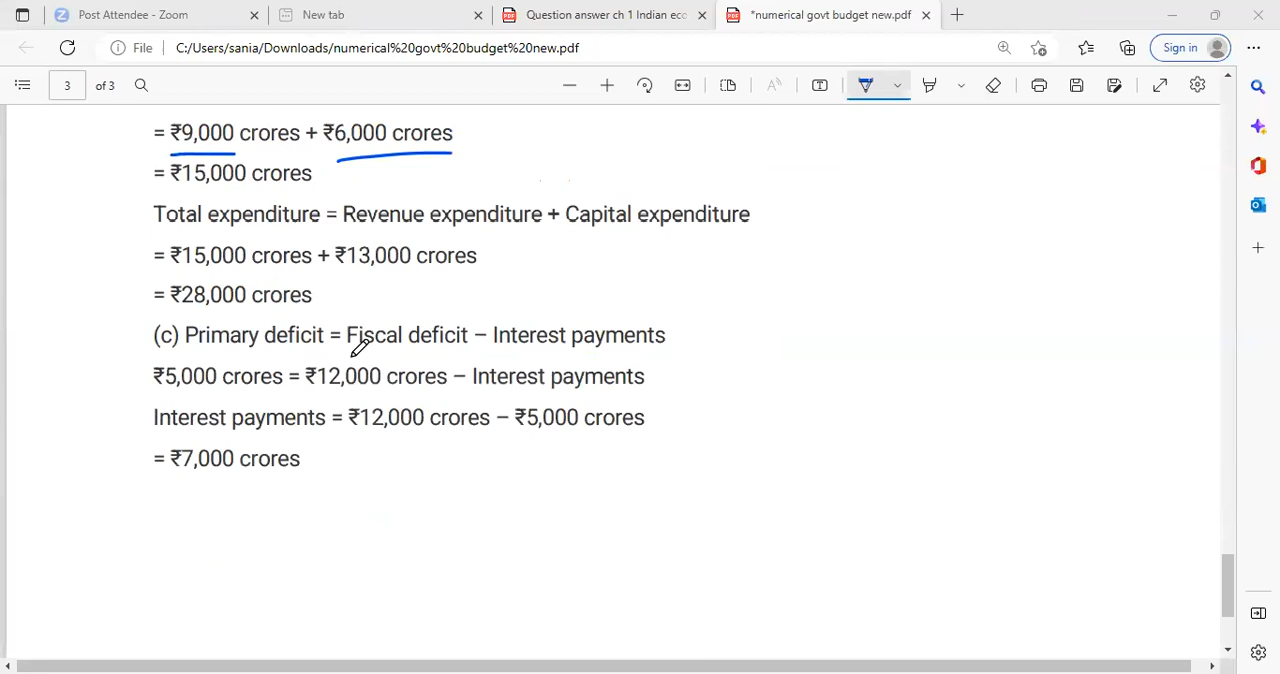 Post Attendee - Zoom
New tab
Question answer ch 1 Indian eco
*numerical govt budget new.pdf
File
C:/Users/sania/Downloads/numerical%20govt%20budget%20new.pdf
Sign in
3 of 3
= ₹9,000 crores + ₹6,000 crores
= ₹15,000 crores
Total expenditure = Revenue expenditure + Capital expenditure
= ₹15,000 crores + ₹13,000 crores
= ₹28,000 crores
(c) Primary deficit = Fiscal deficit − Interest payments
₹5,000 crores = ₹12,000 crores − Interest payments
Interest payments = ₹12,000 crores − ₹5,000 crores
= ₹7,000 crores